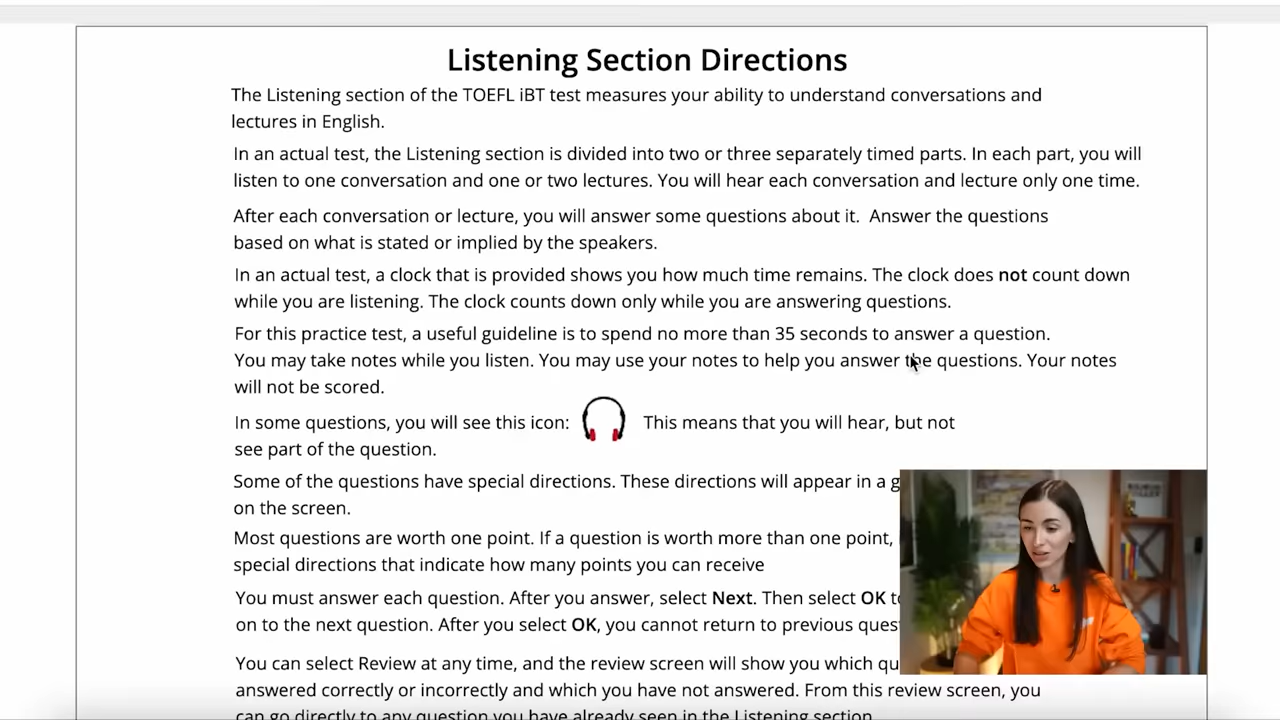 Listening Section Directions
The Listening section of the TOEFL iBT test measures your ability to understand conversations and
lectures in English.
In an actual test, the Listening section is divided into two or three separately timed parts. In each part, you will
listen to one conversation and one or two lectures. You will hear each conversation and lecture only one time.
After each conversation or lecture, you will answer some questions about it. Answer the questions
based on what is stated or implied by the speakers.
In an actual test, a clock that is provided shows you how much time remains. The clock does not count down
while you are listening. The clock counts down only while you are answering questions.
For this practice test, a useful guideline is to spend no more than 35 seconds to answer a question.
You may take notes while you listen. You may use your notes to help you answer the questions. Your notes
will not be scored.
In some questions, you will see this icon: This means that you will hear, but not
see part of the question.
Some of the questions have special directions. These directions will appear in a
on the screen.
Most questions are worth one point. If a question is worth more than one point,
special directions that indicate how many points you can receive
You must answer each question. After you answer, select Next. Then select OK
on to the next question. After you select OK, you cannot return to previous
You can select Review at any time, and the review screen will show you which
answered correctly or incorrectly and which you have not answered. From this review screen, you
can go directly to any question you have already seen in the Listening section